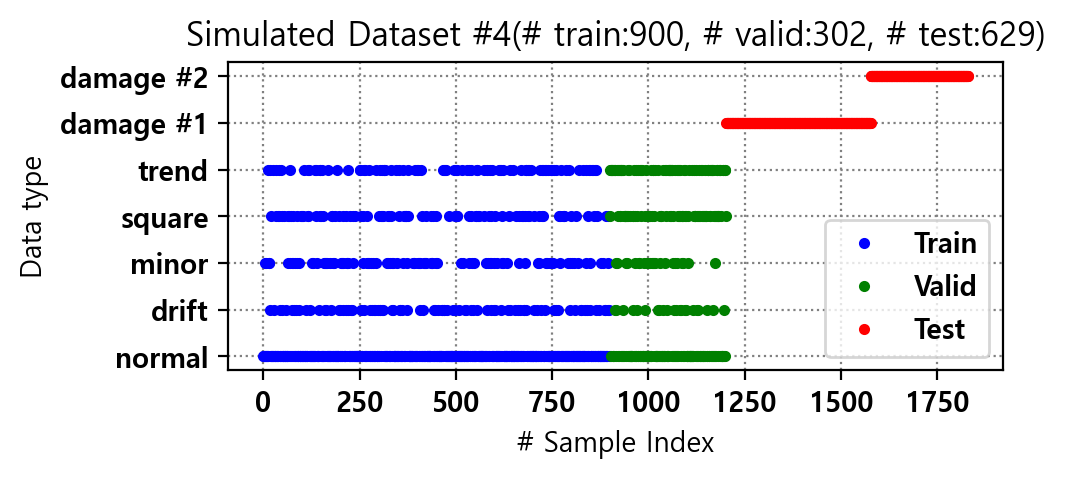 Simulated Dataset #4(# train:900, # valid:302, # test:629)
damage #2
damage #1
trend
square
minor
drift
normal
Data type
Train
Valid
Test
0 250 500 750 1000 1250 1500 1750
# Sample Index